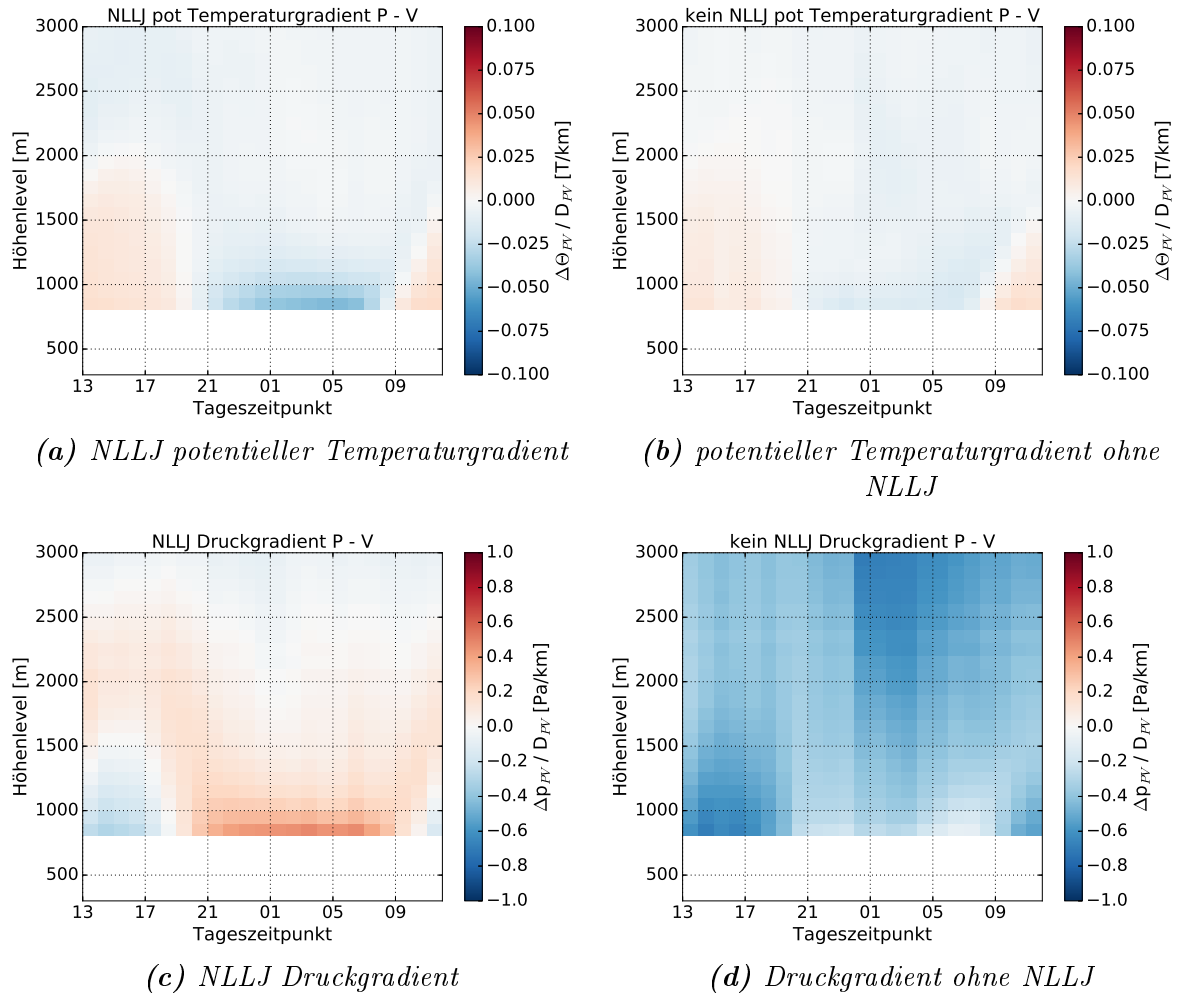 NLLJ pot Temperaturgradient P - V
3000
2500
2000
1500
1000
500
Höhenlevel [m]
13 17 21 01 05 09
Tageszeitpunkt
0.100
0.075
0.050
0.025
0.000
−0.025
−0.050
−0.075
−0.100
ΔΘPV / DPV [T/km]
(a) NLLJ potentieller Temperaturgradient
kein NLLJ pot Temperaturgradient P - V
3000
2500
2000
1500
1000
500
Höhenlevel [m]
13 17 21 01 05 09
Tageszeitpunkt
0.100
0.075
0.050
0.025
0.000
−0.025
−0.050
−0.075
−0.100
ΔΘPV / DPV [T/km]
(b) potentieller Temperaturgradient ohne
NLLJ
NLLJ Druckgradient P - V
3000
2500
2000
1500
1000
500
Höhenlevel [m]
13 17 21 01 05 09
Tageszeitpunkt
1.0
0.8
0.6
0.4
0.2
0.0
−0.2
−0.4
−0.6
−0.8
−1.0
ΔpPV / DPV [Pa/km]
(c) NLLJ Druckgradient
kein NLLJ Druckgradient P - V
3000
2500
2000
1500
1000
500
Höhenlevel [m]
13 17 21 01 05 09
Tageszeitpunkt
1.0
0.8
0.6
0.4
0.2
0.0
−0.2
−0.4
−0.6
−0.8
−1.0
ΔpPV / DPV [Pa/km]
(d) Druckgradient ohne NLLJ